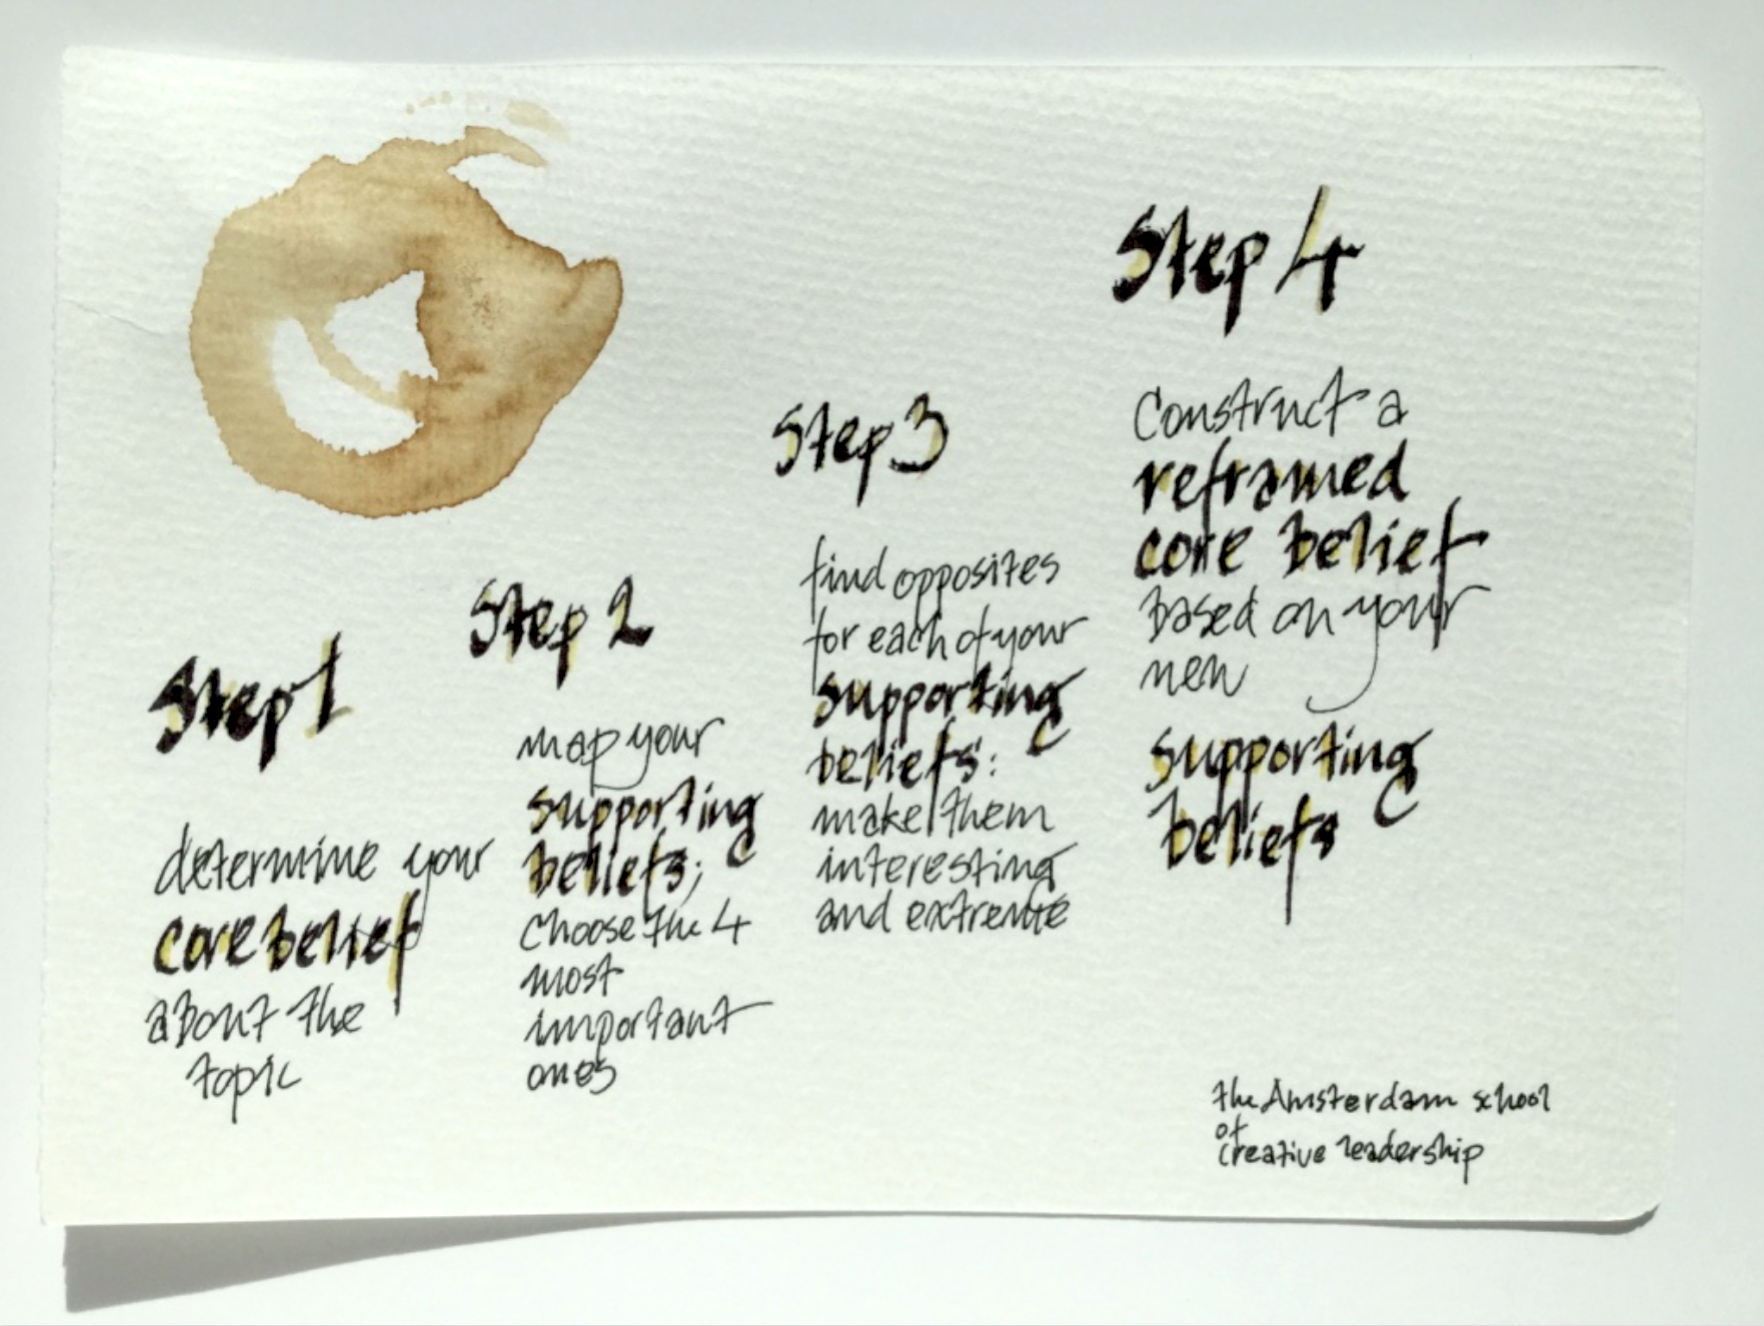 Step 1
determine your
core belief
about the
topic
Step 2
map your
supporting
beliefs;
choose the 4
most
important
ones
Step 3
find opposites
for each of your
supporting
beliefs:
make them
interesting
and extreme
Step 4
Construct a
reframed
core belief
based on your
new
supporting
beliefs
the Amsterdam school
of
creative leadership